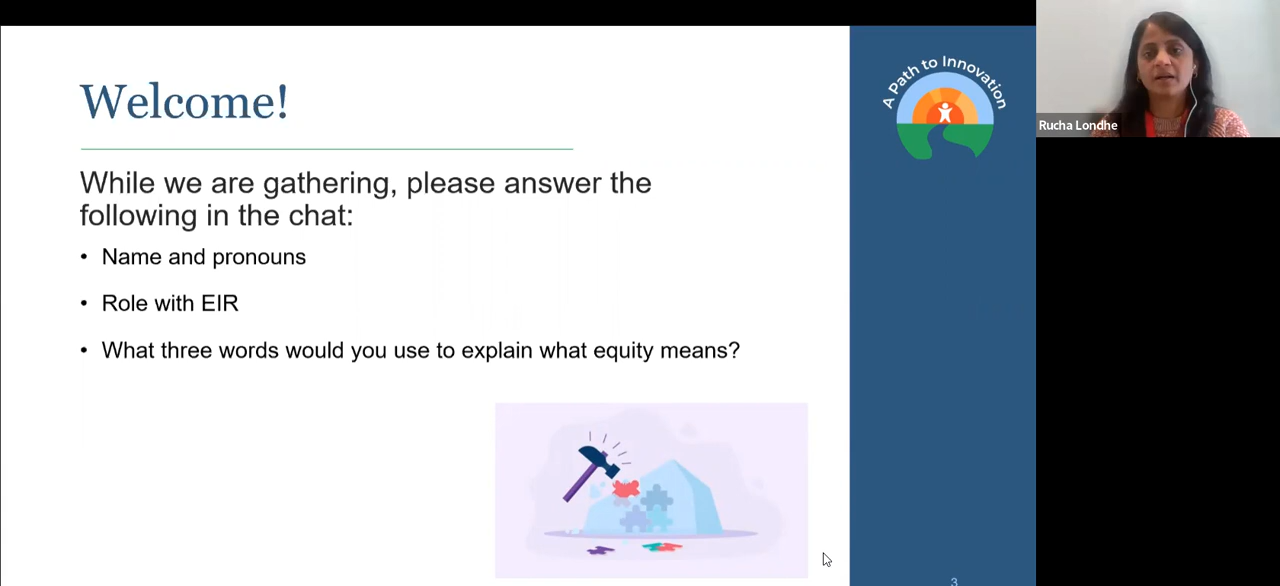 Welcome!
While we are gathering, please answer the
following in the chat:
• Name and pronouns
• Role with EIR
• What three words would you use to explain what equity means?
A Path to Innovation
Rucha Londhe
3